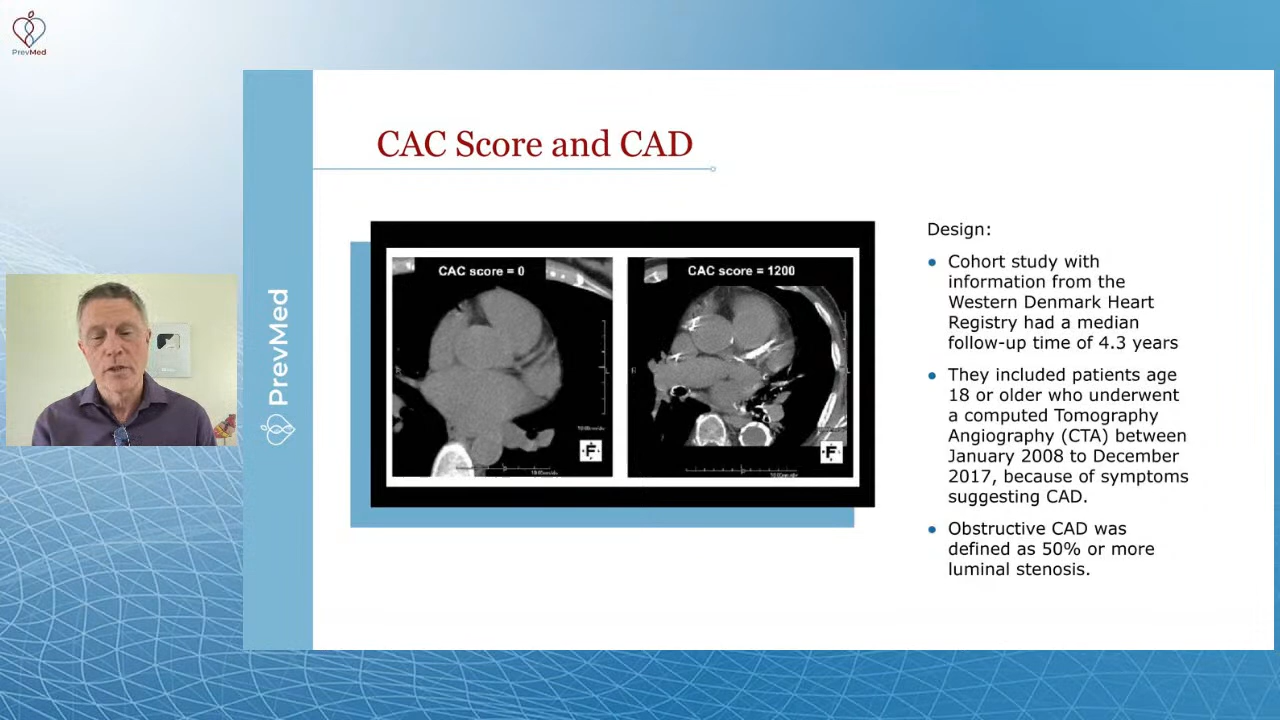 PrevMed
CAC Score and CAD
PrevMed
CAC score = 0
F
CAC score = 1200
F
Design:
• Cohort study with
information from the
Western Denmark Heart
Registry had a median
follow-up time of 4.3 years
• They included patients age
18 or older who underwent
a computed Tomography
Angiography (CTA) between
January 2008 to December
2017, because of symptoms
suggesting CAD.
• Obstructive CAD was
defined as 50% or more
luminal stenosis.